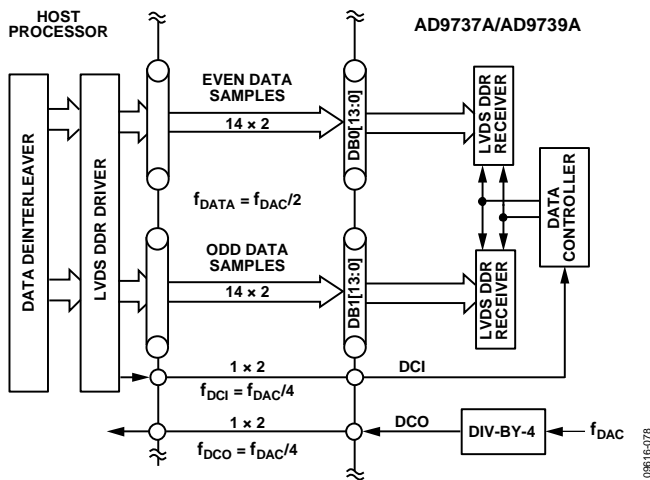 HOST
PROCESSOR
AD9737A/AD9739A
DATA DEINTERLEAVER
LVDS DDR DRIVER
EVEN DATA
SAMPLES
14 × 2
DB0[13:0]
LVDS DDR
RECEIVER
fDATA = fDAC/2
DATA
CONTROLLER
ODD DATA
SAMPLES
14 × 2
DB1[13:0]
LVDS DDR
RECEIVER
1 × 2
DCI
fDCI = fDAC/4
1 × 2
DCO
DIV-BY-4
fDAC
fDCO = fDAC/4
09616-078